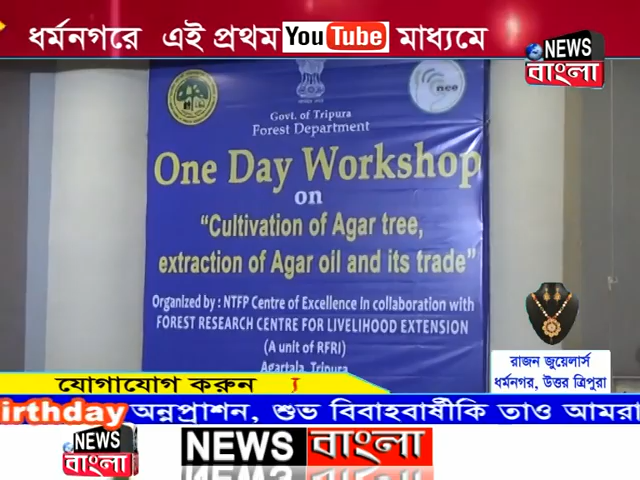 ধর্মনগরে এই প্রথম YouTube মাধ্যমে
NEWS
বাংলা
nce
Govt. of Tripura
Forest Department
One Day Workshop
on
“Cultivation of Agar tree,
extraction of Agar oil and its trade”
Organized by : NTFP Centre of Excellence in collaboration with
FOREST RESEARCH CENTRE FOR LIVELIHOOD EXTENSION
(A unit of RFRI)
Agartala, Tripura
রাজন জুয়েলার্স
ধর্মনগর, উত্তর ত্রিপুরা
যোগাযোগ করুন
irthday অন্নপ্রাশন, শুভ বিবাহবার্ষীকি তাও আমরা
NEWS
বাংলা
NEWS বাংলা